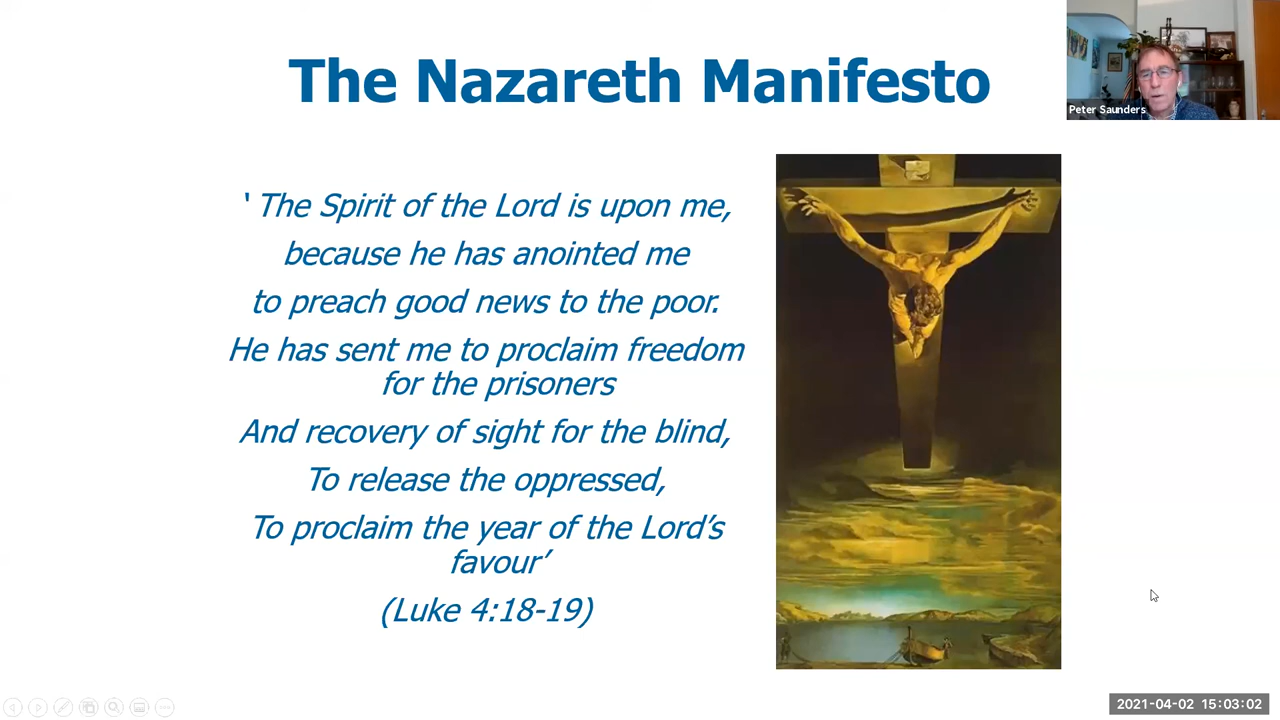 The Nazareth Manifesto
Peter Saunders
‘ The Spirit of the Lord is upon me,
because he has anointed me
to preach good news to the poor.
He has sent me to proclaim freedom
for the prisoners
And recovery of sight for the blind,
To release the oppressed,
To proclaim the year of the Lord’s
favour’
(Luke 4:18-19)
2021-04-02 15:03:02